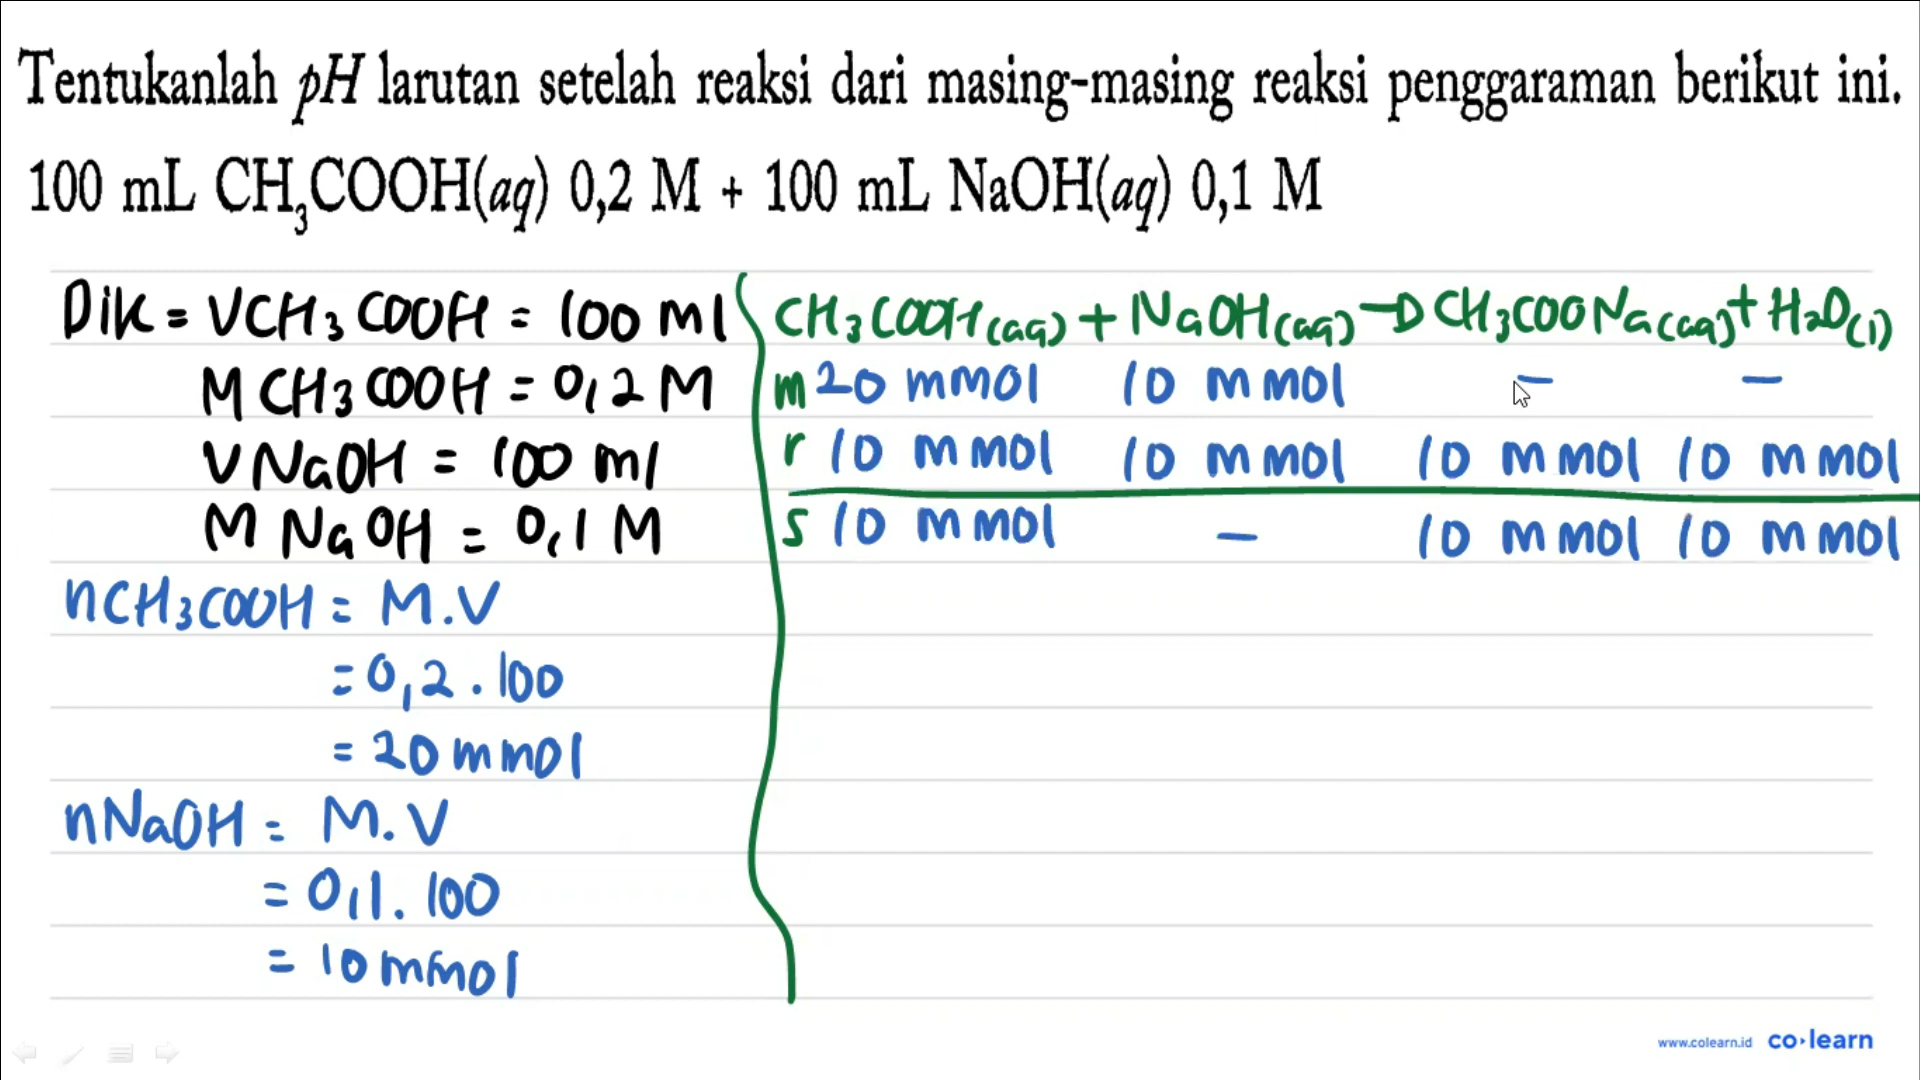 Tentukanlah pH larutan setelah reaksi dari masing-masing reaksi penggaraman berikut ini.
100 mL CH₃COOH(aq) 0,2 M + 100 mL NaOH(aq) 0,1 M
Dik = VCH3COOH = 100 ml
MCH3COOH = 0,2 M
VNaOH = 100 ml
M NaOH = 0,1 M
nCH3COOH = M.V
= 0,2 . 100
= 20 mmol
nNaOH = M.V
= 0,1 . 100
= 10 mmol
CH3COOH(aq) + NaOH(aq) → CH3COONa(aq) + H2O(l)
m 20 mmol 10 mmol - -
r 10 mmol 10 mmol 10 mmol 10 mmol
s 10 mmol - 10 mmol 10 mmol
www.colearn.id co·learn